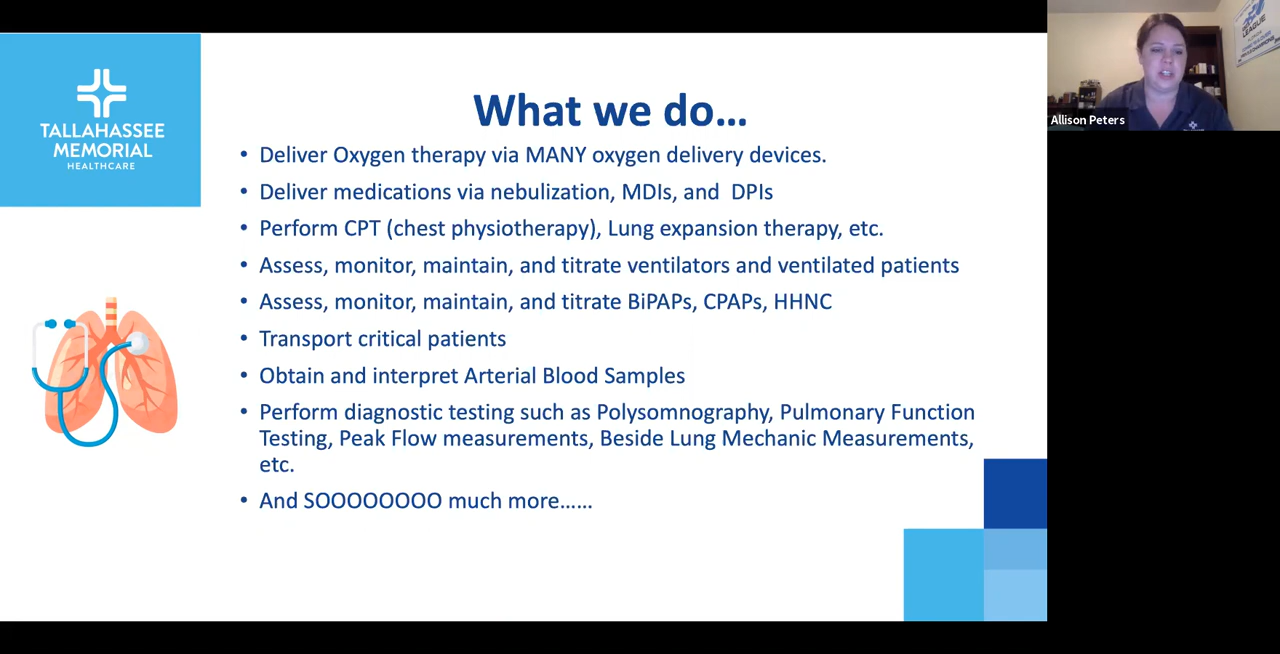 TALLAHASSEE
MEMORIAL
HEALTHCARE
What we do...
• Deliver Oxygen therapy via MANY oxygen delivery devices.
• Deliver medications via nebulization, MDIs, and DPIs
• Perform CPT (chest physiotherapy), Lung expansion therapy, etc.
• Assess, monitor, maintain, and titrate ventilators and ventilated patients
• Assess, monitor, maintain, and titrate BiPAPs, CPAPs, HHNC
• Transport critical patients
• Obtain and interpret Arterial Blood Samples
• Perform diagnostic testing such as Polysomnography, Pulmonary Function
Testing, Peak Flow measurements, Beside Lung Mechanic Measurements,
etc.
• And SOOOOOOOO much more......
Allison Peters
LEAGUE